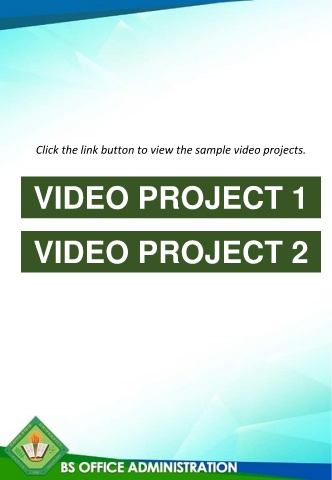 Click the link button to view the sample video projects.
VIDEO PROJECT 1
VIDEO PROJECT 2
BS OFFICE ADMINISTRATION